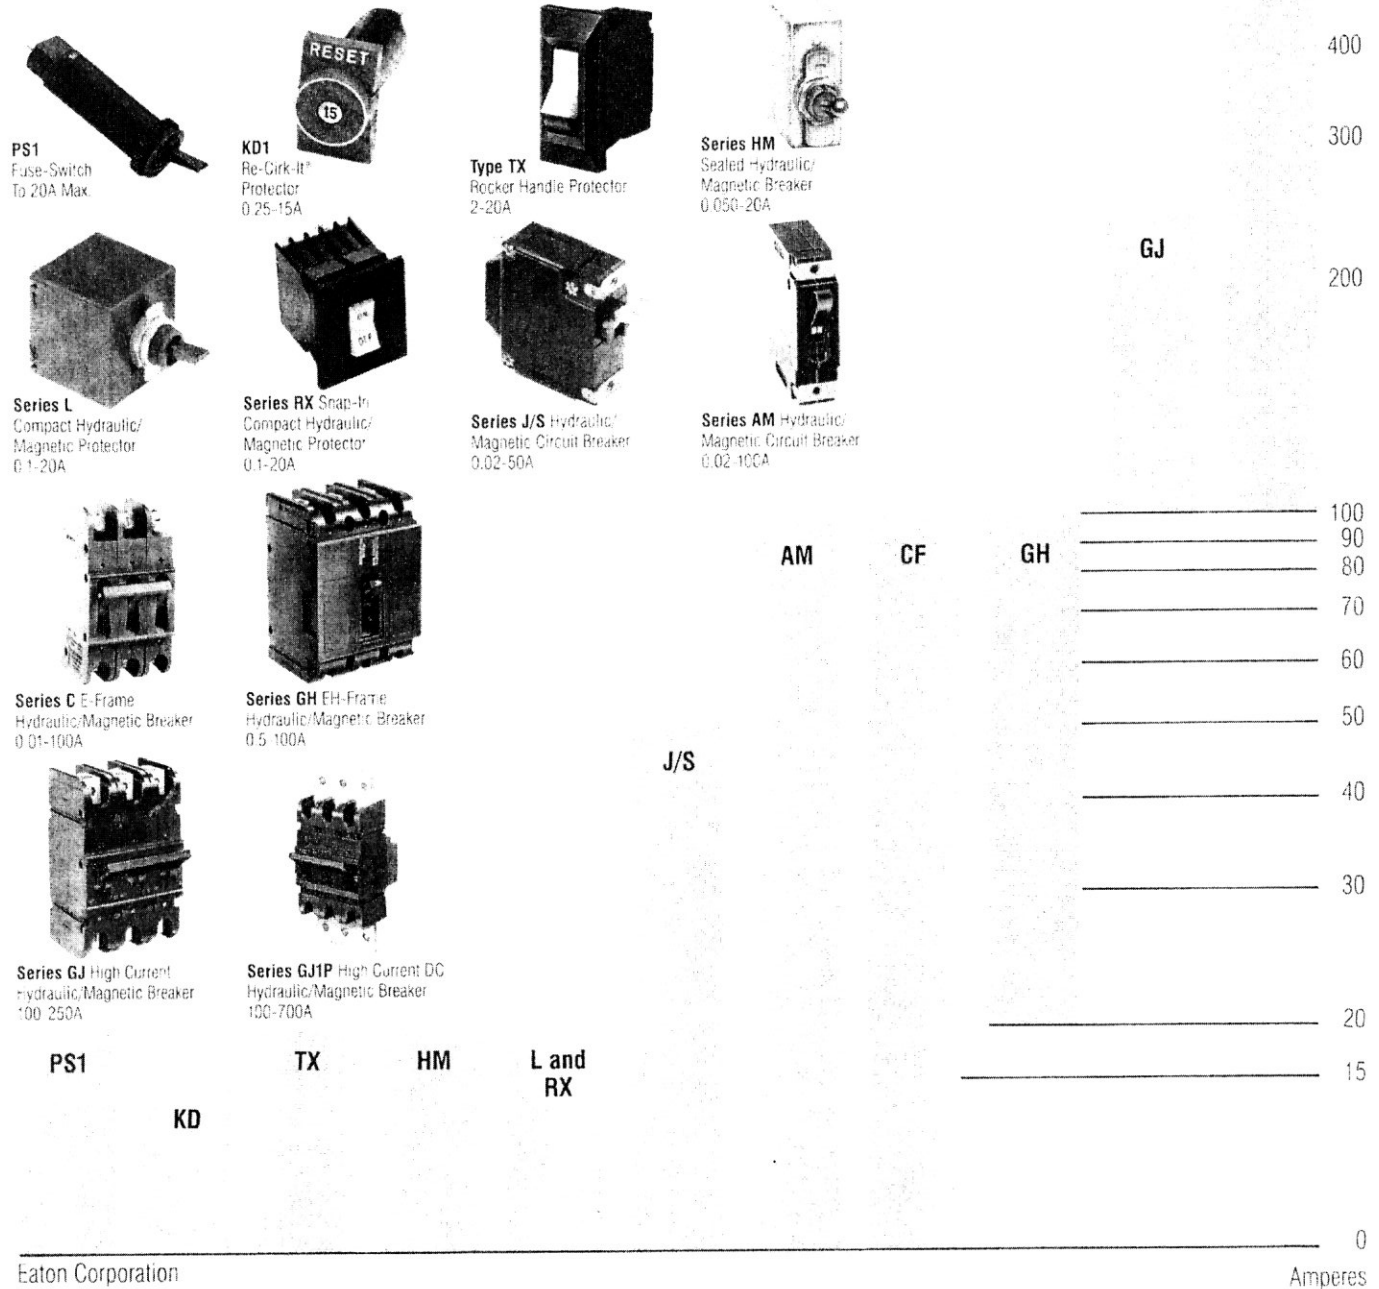 400
RESET
15
PS1
Fuse-Switch
To 20A Max.
KD1
Re-Cirk-It®
Protector
0.25-15A
Type TX
Rocker Handle Protector
2-20A
Series HM
Sealed Hydraulic/
Magnetic Breaker
0.050-20A
300
GJ
200
ON
OFF
Series L
Compact Hydraulic/
Magnetic Protector
0.1-20A
Series RX Snap-In
Compact Hydraulic/
Magnetic Protector
0.1-20A
Series J/S Hydraulic/
Magnetic Circuit Breaker
0.02-50A
Series AM Hydraulic/
Magnetic Circuit Breaker
0.02-100A
100
90
AM CF GH
80
70
60
50
Series C E-Frame
Hydraulic/Magnetic Breaker
0.01-100A
Series GH EH-Frame
Hydraulic/Magnetic Breaker
0.5-100A
J/S
40
30
Series GJ High Current
Hydraulic/Magnetic Breaker
100-250A
Series GJ1P High Current DC
Hydraulic/Magnetic Breaker
100-700A
20
PS1 TX HM L and
RX
15
KD
0
Eaton Corporation
Amperes